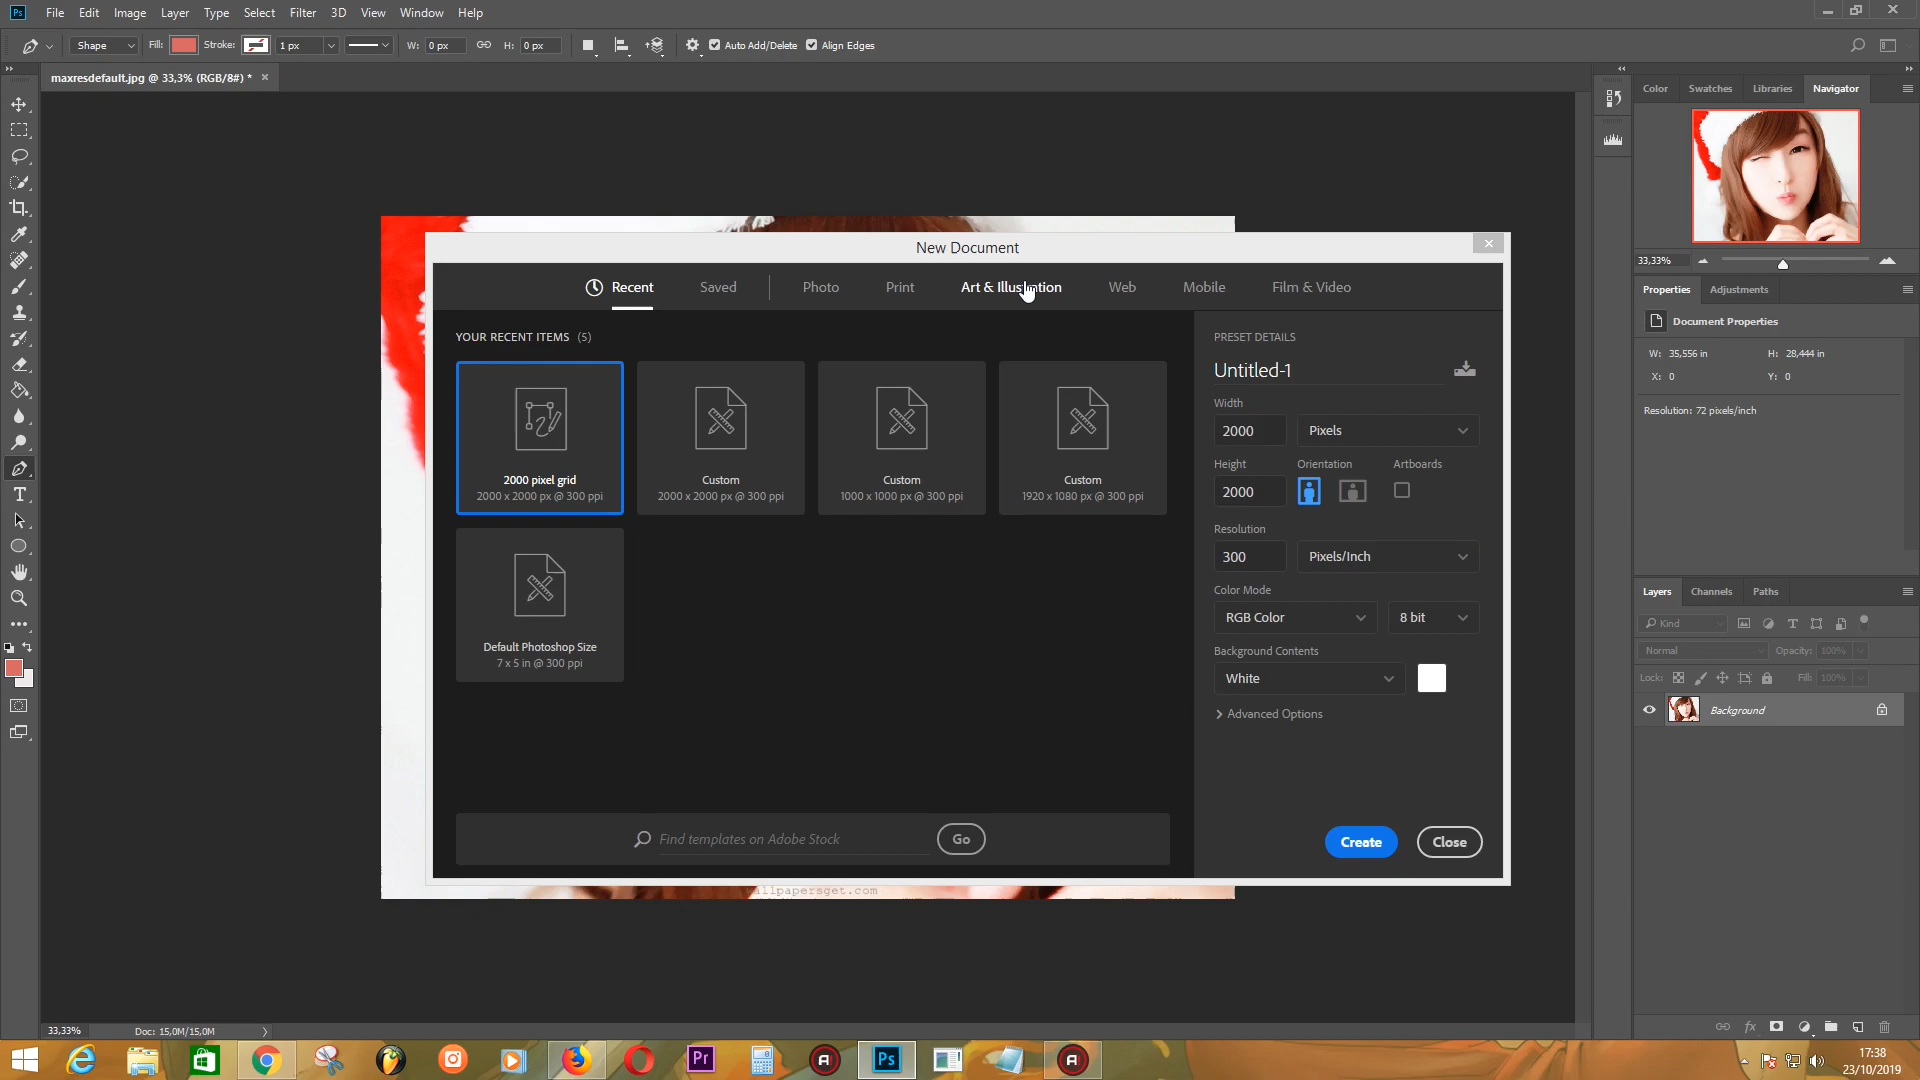 Ps File Edit Image Layer Type Select Filter 3D View Window Help
Shape Fill: Stroke: 1 px W: 0 px H: 0 px Auto Add/Delete Align Edges
maxresdefault.jpg @ 33,3% (RGB/8#) * ×
Color Swatches Libraries Navigator
33,33%
Properties Adjustments
Document Properties
W: 35,556 in H: 28,444 in
X: 0 Y: 0
Resolution: 72 pixels/inch
Layers Channels Paths
Kind
Normal Opacity: 100%
Lock: Fill: 100%
Background
New Document
Recent Saved Photo Print Art & Illustration Web Mobile Film & Video
YOUR RECENT ITEMS (5)
2000 pixel grid
2000 x 2000 px @ 300 ppi
Custom
2000 x 2000 px @ 300 ppi
Custom
1000 x 1000 px @ 300 ppi
Custom
1920 x 1080 px @ 300 ppi
Default Photoshop Size
7 x 5 in @ 300 ppi
Find templates on Adobe Stock Go
PRESET DETAILS
Untitled-1
Width
2000 Pixels
Height Orientation Artboards
2000
Resolution
300 Pixels/Inch
Color Mode
RGB Color 8 bit
Background Contents
White
Advanced Options
Create Close
wallpapersget.com
33,33% Doc: 15,0M/15,0M
Pr Ps
17:38
23/10/2019